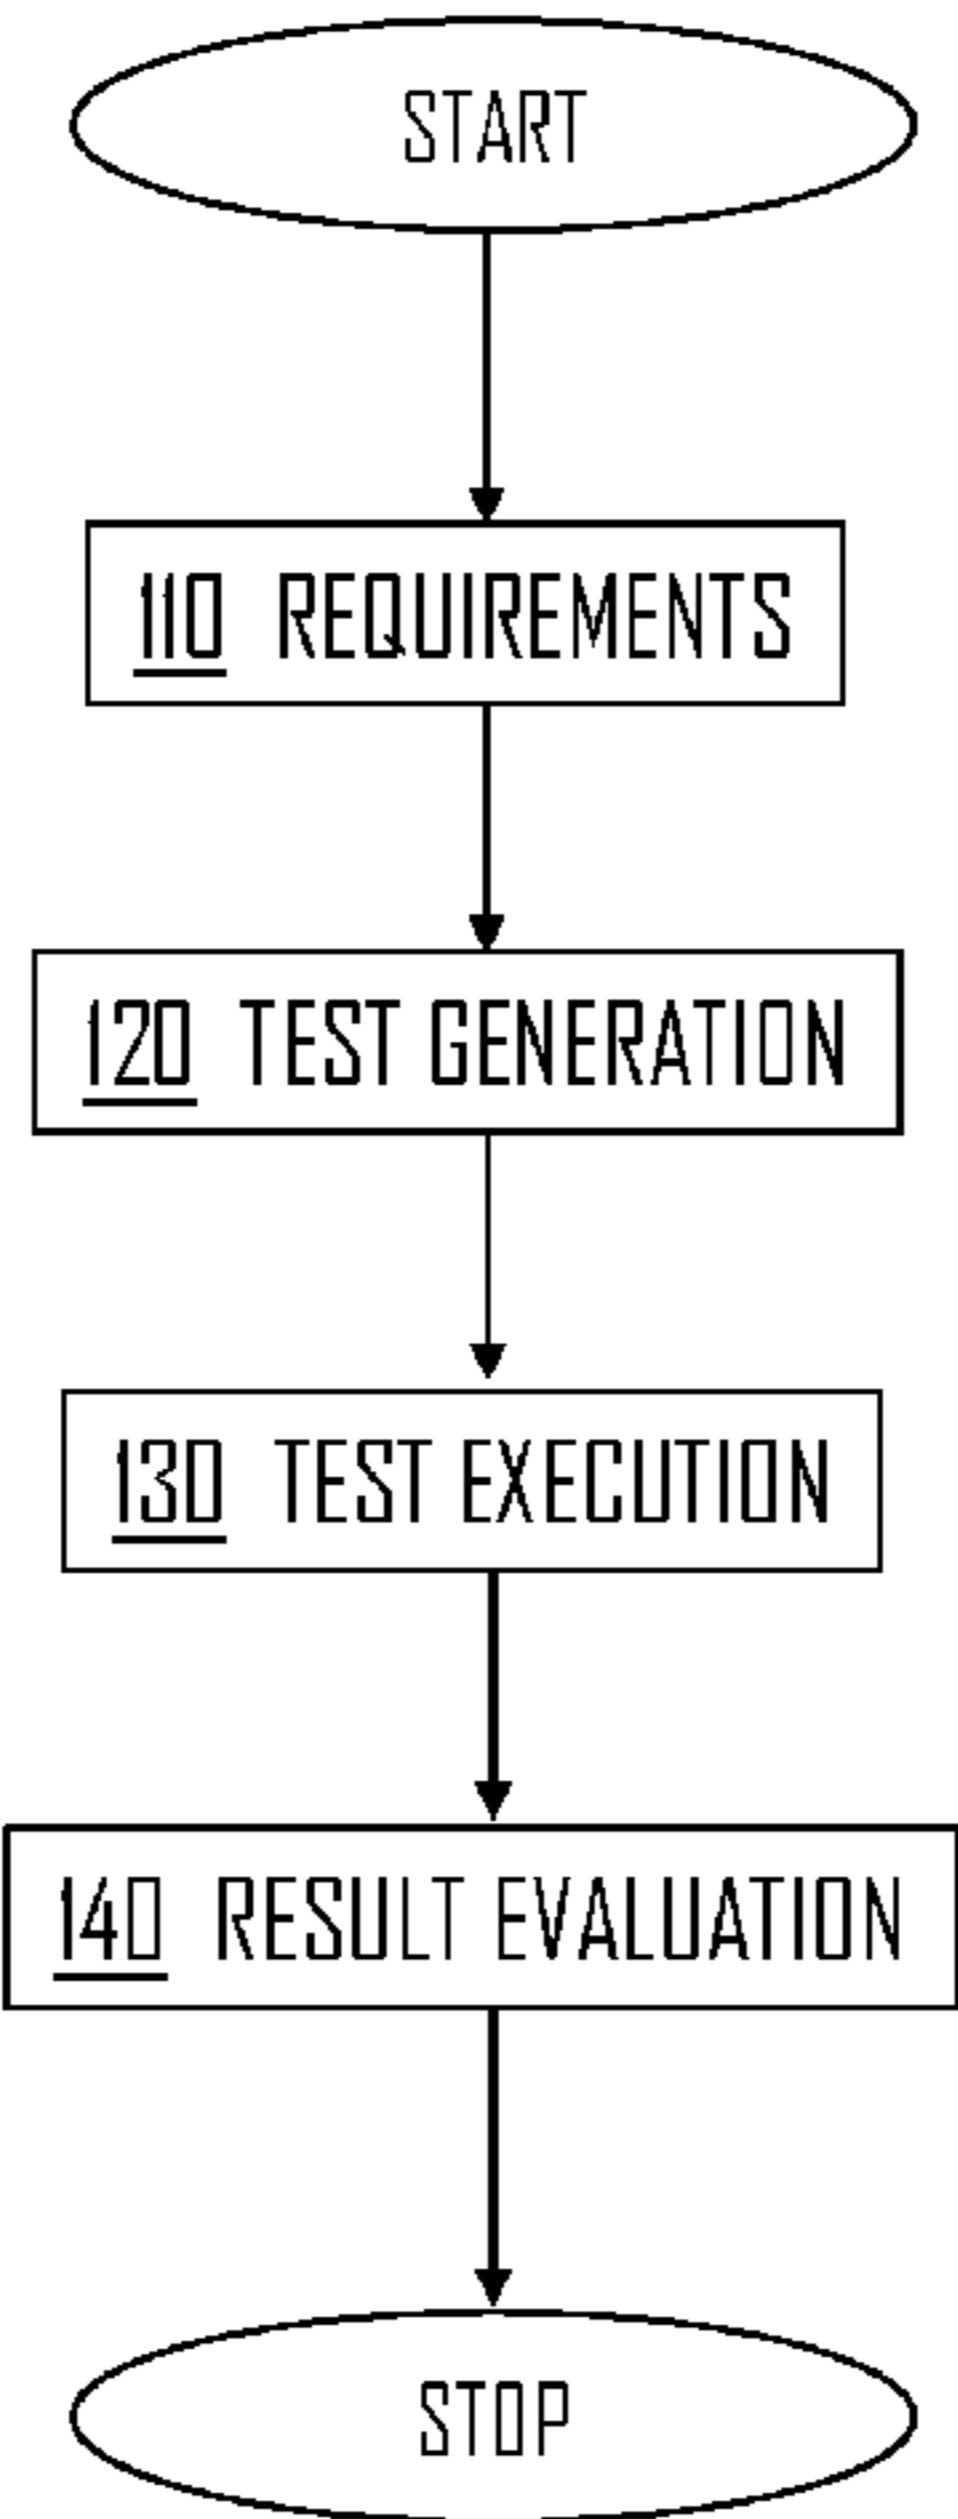 START
110 REQUIREMENTS
120 TEST GENERATION
130 TEST EXECUTION
140 RESULT EVALUATION
STOP